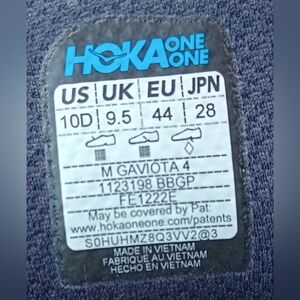 HOKA ONE ONE
US UK EU JPN
10D 9.5 44 28
M GAVIOTA 4
1123198 BBGP
FE1222E
May be covered by Pat:
www.hokaoneone.com/patents
S0HUHMZ8Q3VV2@3
MADE IN VIETNAM
FABRIQUE AU VIETNAM
HECHO EN VIETNAM